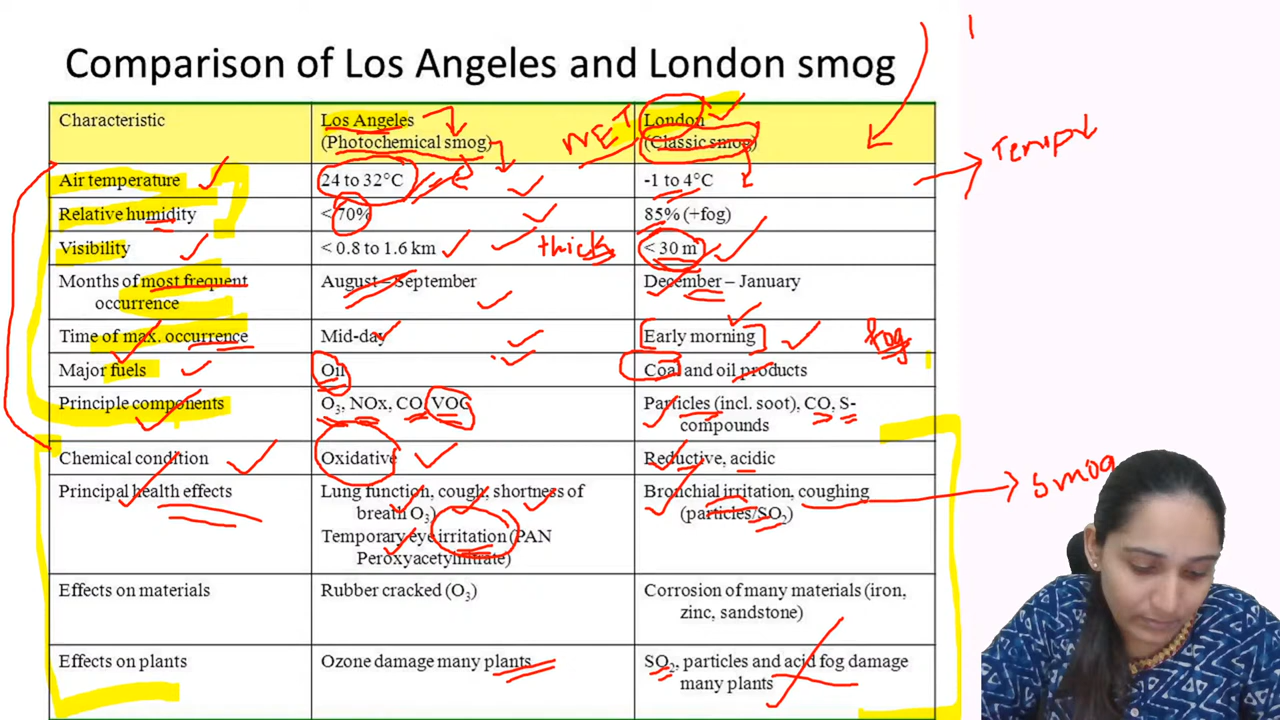 Comparison of Los Angeles and London smog
Characteristic
Los Angeles
(Photochemical smog)
NET
London
(Classic smog)
Temp↓
Air temperature
24 to 32°C
-1 to 4°C
Relative humidity
< 70%
85% (+fog)
Visibility
< 0.8 to 1.6 km
thick
< 30 m
Months of most frequent
occurrence
August – September
December – January
Time of max. occurrence
Mid-day
Early morning
fog
Major fuels
Oil
Coal and oil products
Principle components
O3, NOx, CO, VOC
Particles (incl. soot), CO, S-
compounds
Chemical condition
Oxidative
Reductive, acidic
Principal health effects
Lung function, cough, shortness of
breath O3)
Temporary eye irritation (PAN
Peroxyacetylnitrate)
Bronchial irritation, coughing
(particles/SO2)
smog
Effects on materials
Rubber cracked (O3)
Corrosion of many materials (iron,
zinc, sandstone)
Effects on plants
Ozone damage many plants
SO2, particles and acid fog damage
many plants